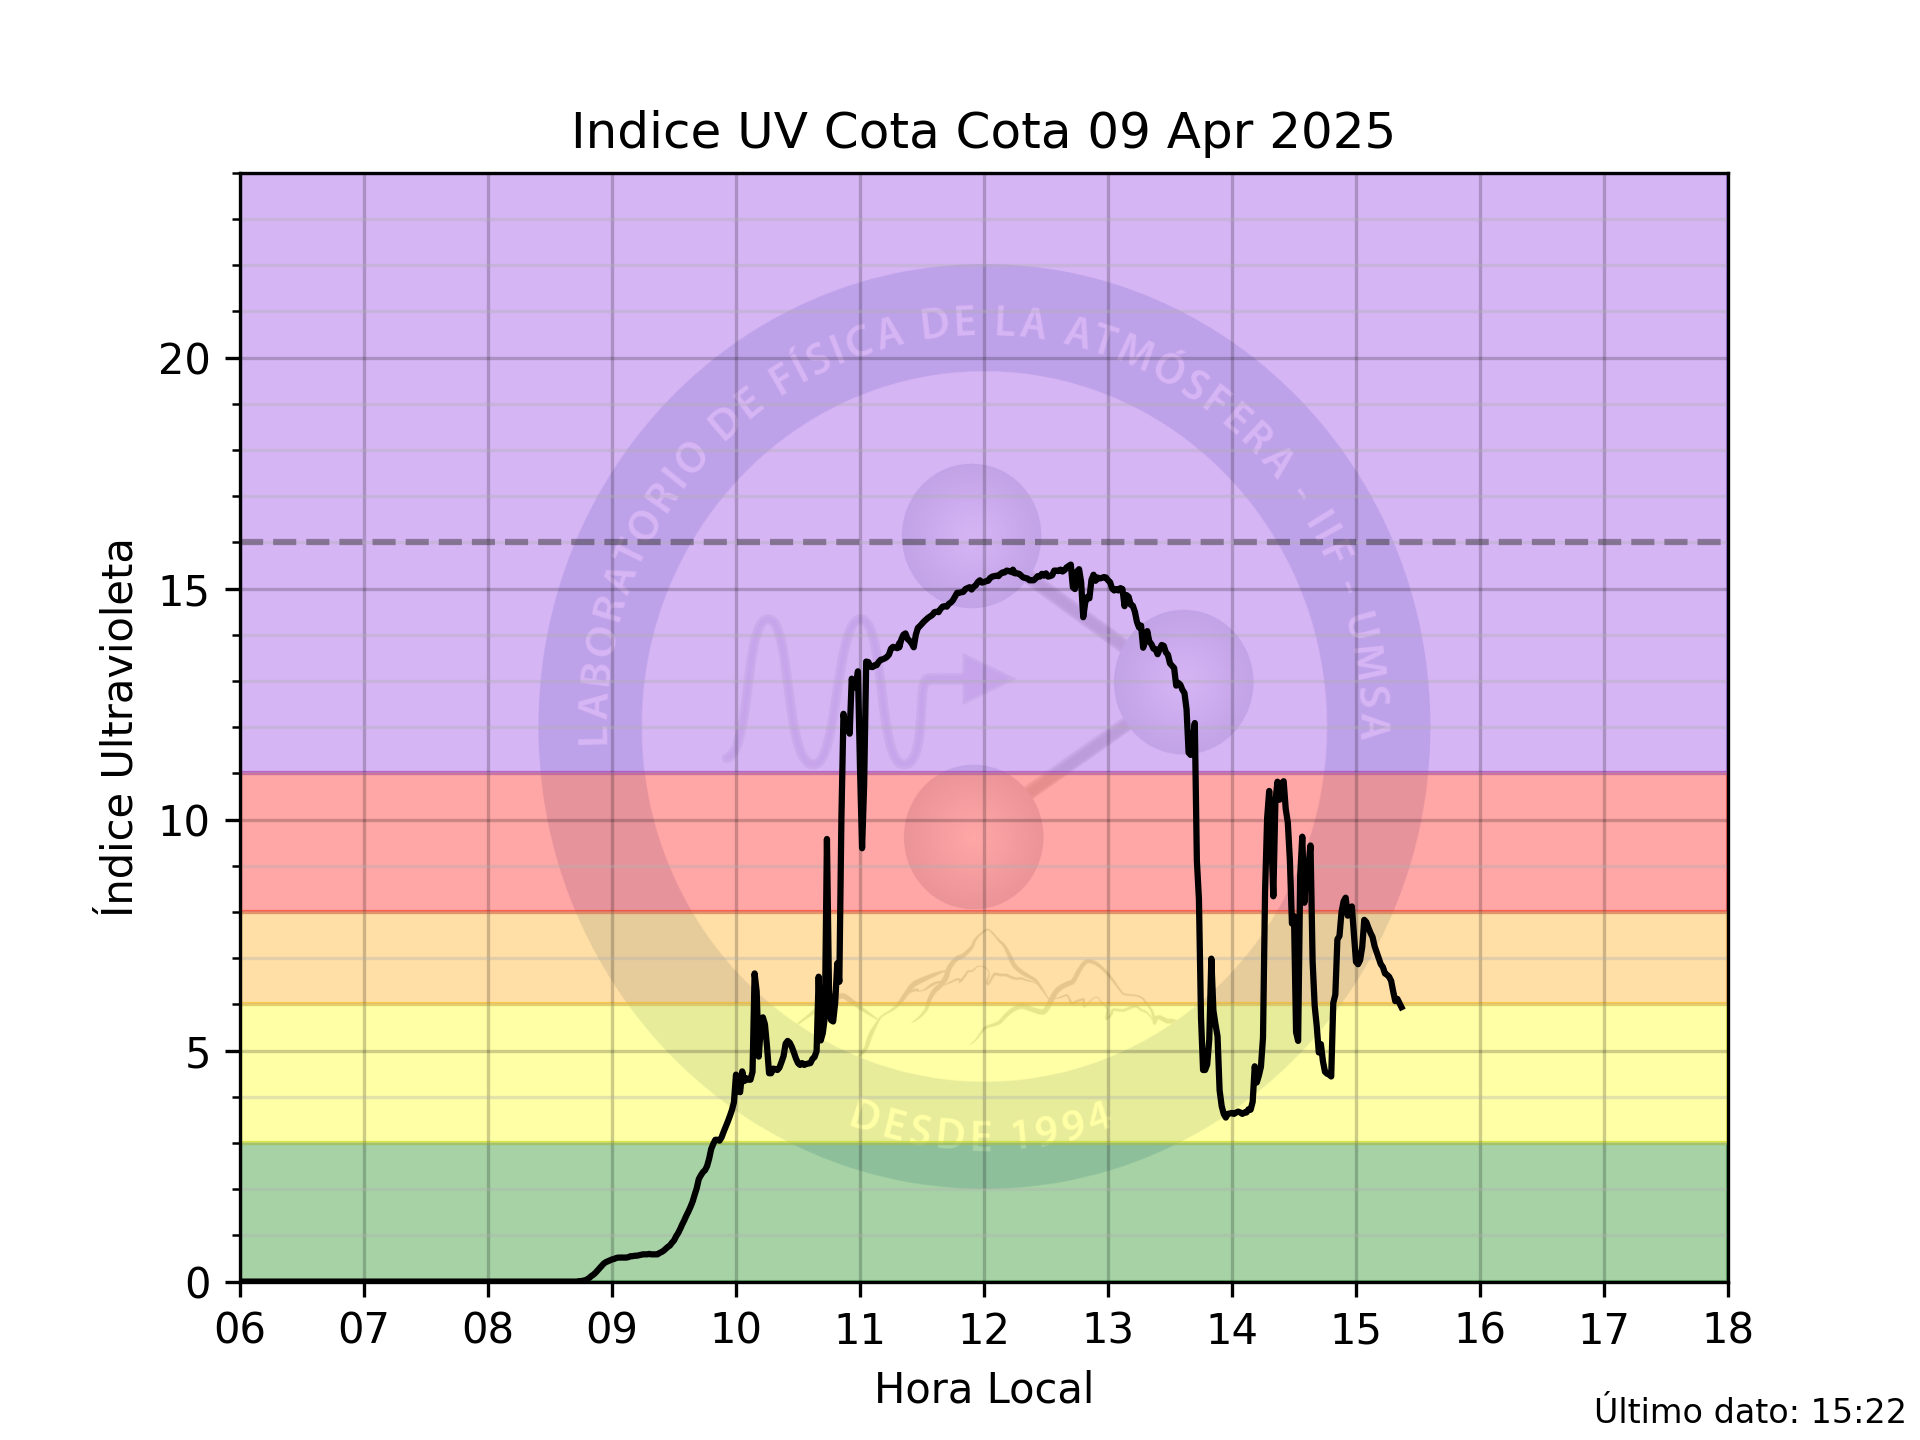 Indice UV Cota Cota 09 Apr 2025
LABORATORIO DE FÍSICA DE LA ATMÓSFERA - IIF - UMSA
DESDE 1994
Índice Ultravioleta
20
15
10
5
0
06 07 08 09 10 11 12 13 14 15 16 17 18
Hora Local
Último dato: 15:22